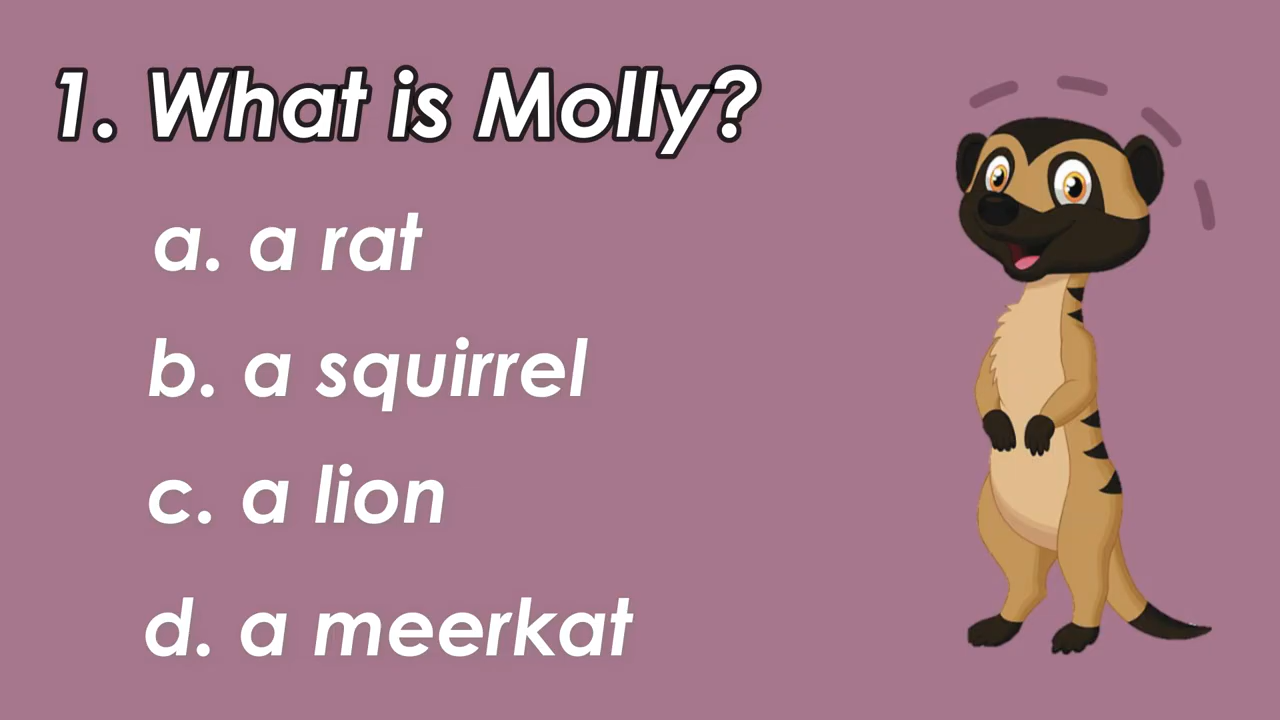 1. What is Molly?
a. a rat
b. a squirrel
c. a lion
d. a meerkat